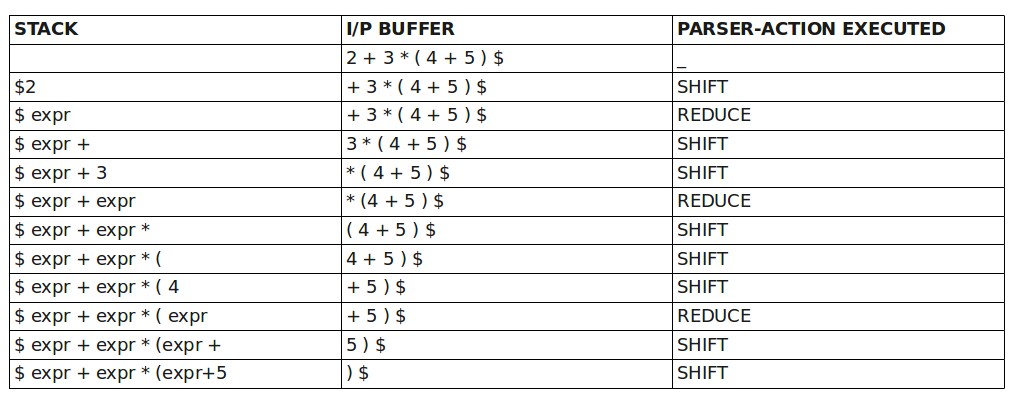 STACK I/P BUFFER PARSER-ACTION EXECUTED
2 + 3 * ( 4 + 5 ) $ _
$2 + 3 * ( 4 + 5 ) $ SHIFT
$ expr + 3 * ( 4 + 5 ) $ REDUCE
$ expr + 3 * ( 4 + 5 ) $ SHIFT
$ expr + 3 * ( 4 + 5 ) $ SHIFT
$ expr + expr * (4 + 5 ) $ REDUCE
$ expr + expr * ( 4 + 5 ) $ SHIFT
$ expr + expr * ( 4 + 5 ) $ SHIFT
$ expr + expr * ( 4 + 5 ) $ SHIFT
$ expr + expr * ( expr + 5 ) $ REDUCE
$ expr + expr * (expr + 5 ) $ SHIFT
$ expr + expr * (expr+5 ) $ SHIFT